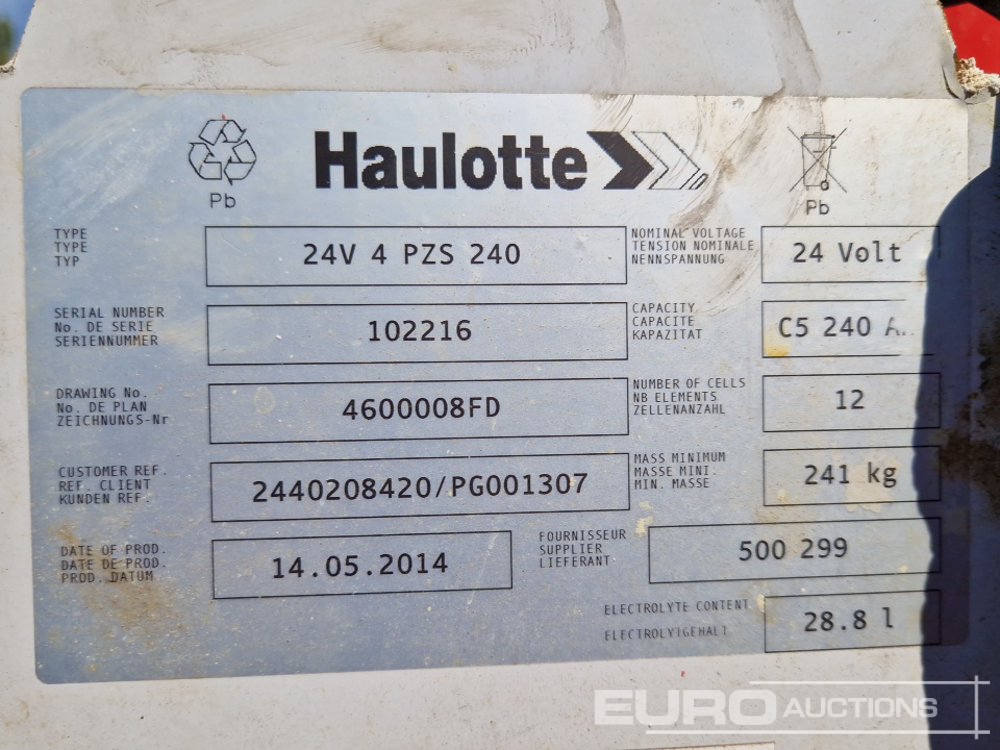 Haulotte
Pb
Pb
TYPE
TYPE
TYP
24V 4 PZS 240
NOMINAL VOLTAGE
TENSION NOMINALE
NENNSPANNUNG
24 Volt
SERIAL NUMBER
No. DE SERIE
SERIENNUMMER
102216
CAPACITY
CAPACITE
KAPAZITAT
C5 240
DRAWING No.
No. DE PLAN
ZEICHNUNGS-Nr
4600008FD
NUMBER OF CELLS
NB ELEMENTS
ZELLENANZAHL
12
CUSTOMER REF.
REF. CLIENT
KUNDEN REF.
2440208420/PG001307
MASS MINIMUM
MASSE MINI.
MIN. MASSE
241 kg
DATE OF PROD.
DATE DE PROD.
PROD. DATUM
14.05.2014
FOURNISSEUR
SUPPLIER
LIEFERANT
500 299
ELECTROLYTE CONTENT
ELECTROLYTGEHALT
28.8 l
EURO AUCTIONS